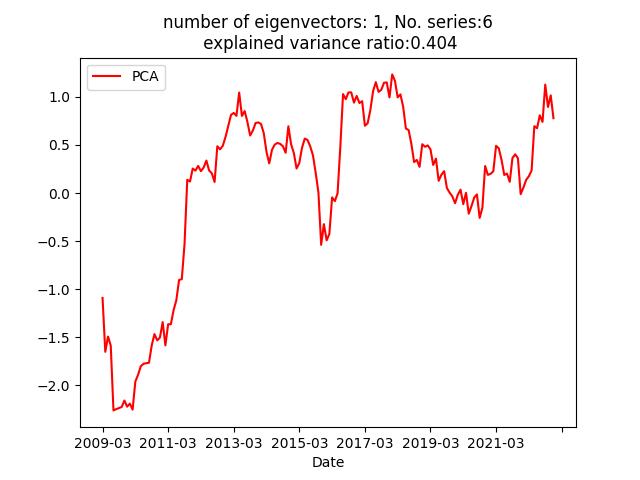 number of eigenvectors: 1, No. series:6
explained variance ratio:0.404
PCA
1.0
0.5
0.0
−0.5
−1.0
−1.5
−2.0
2009-03 2011-03 2013-03 2015-03 2017-03 2019-03 2021-03
Date